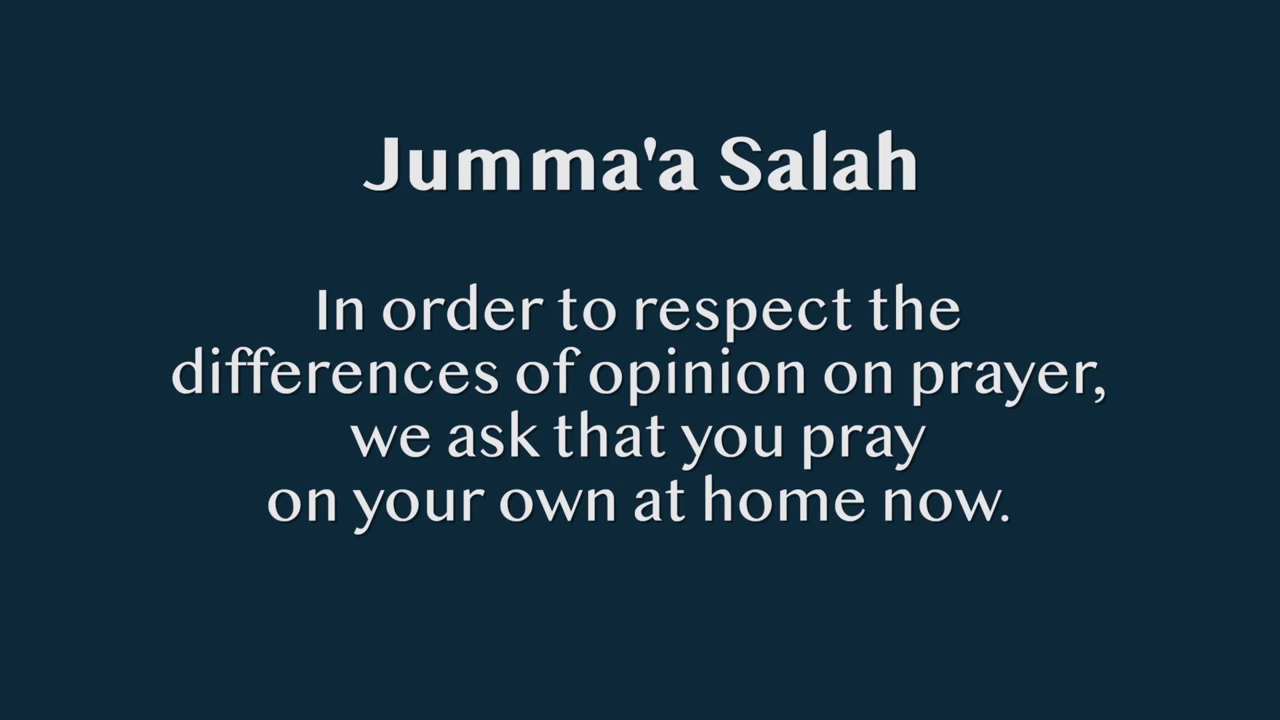 Jumma'a Salah
In order to respect the
differences of opinion on prayer,
we ask that you pray
on your own at home now.